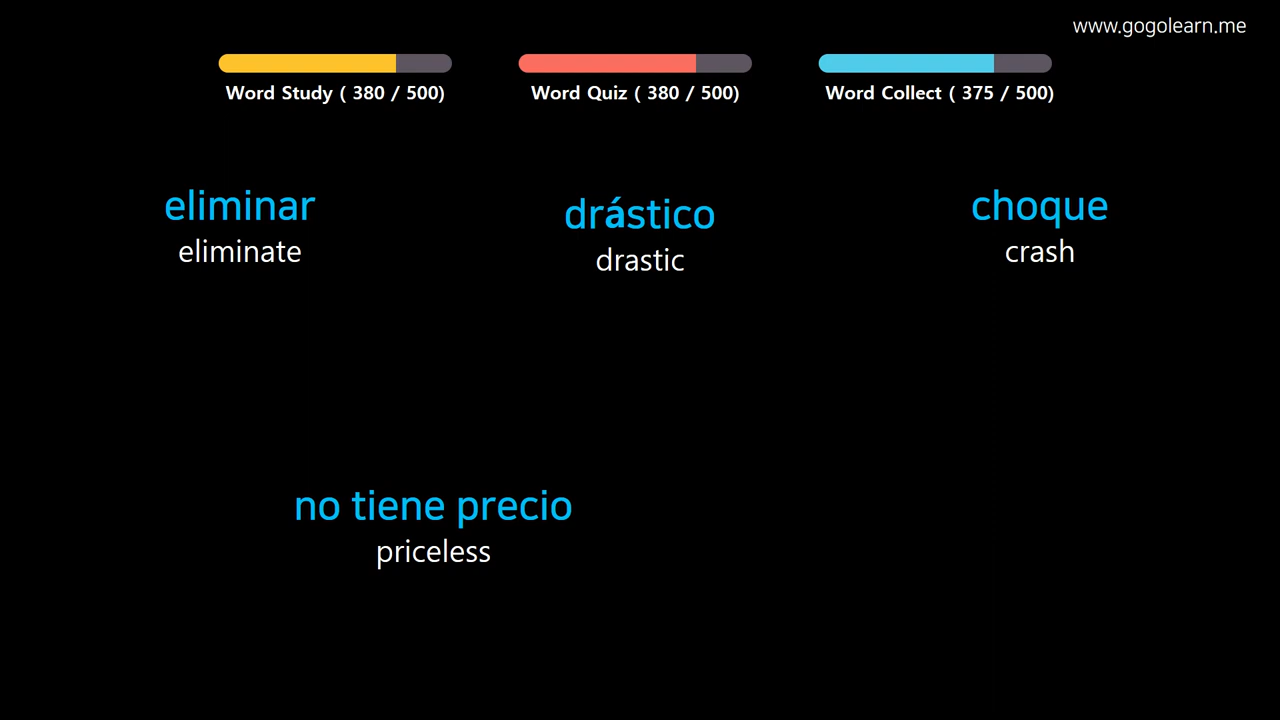 www.gogolearn.me
Word Study ( 380 / 500)
Word Quiz ( 380 / 500)
Word Collect ( 375 / 500)
eliminar
eliminate
drástico
drastic
choque
crash
no tiene precio
priceless